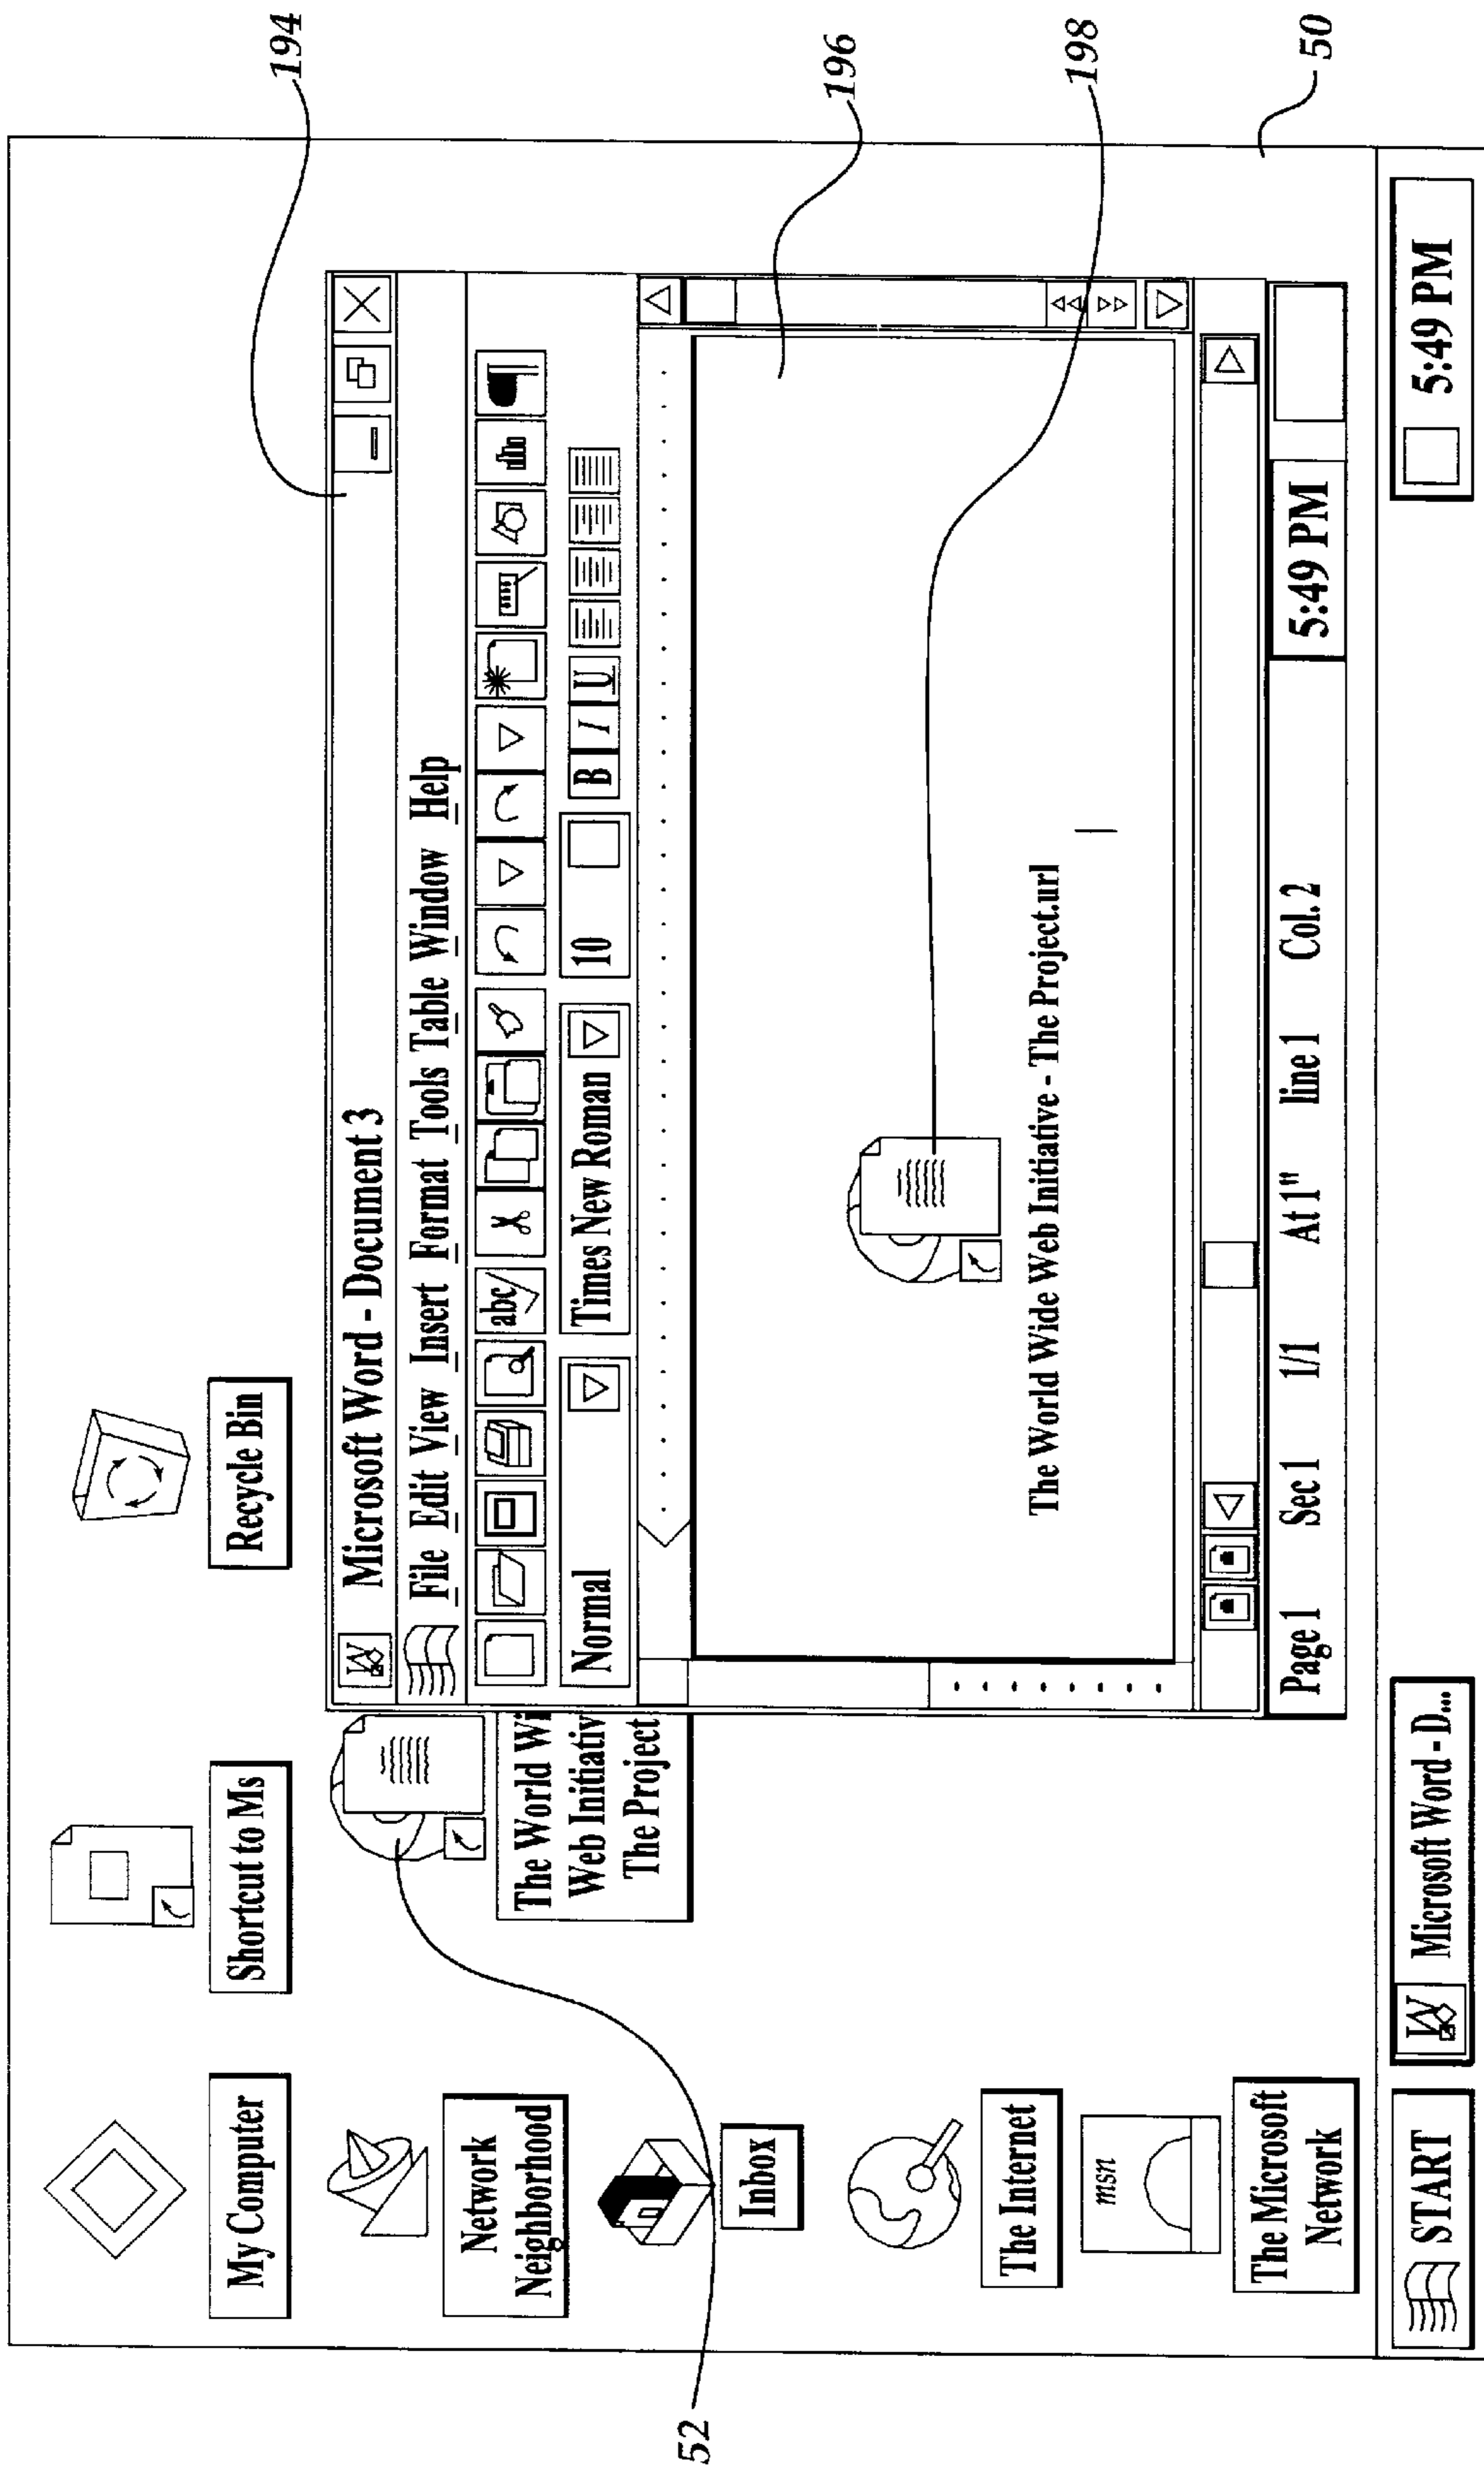 194
196
198
50
52
My Computer
Shortcut to Ms
Recycle Bin
Network
Neighborhood
The World Wi
Web Initiativ
The Project
Inbox
The Internet
msn
The Microsoft
Network
W
Microsoft Word - Document 3
File Edit View Insert Format Tools Table Window Help
abc
Normal
Times New Roman
10
B I U
The World Wide Web Initiative - The Project.url
Page 1 Sec 1 1/1 At 1" line 1 Col. 2
5:49 PM
START
W
Microsoft Word - D...
5:49 PM